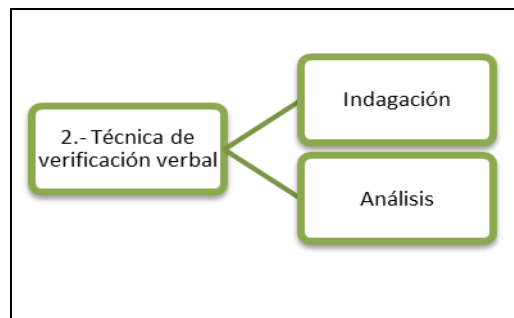 2.- Técnica de
verificación verbal
Indagación
Análisis